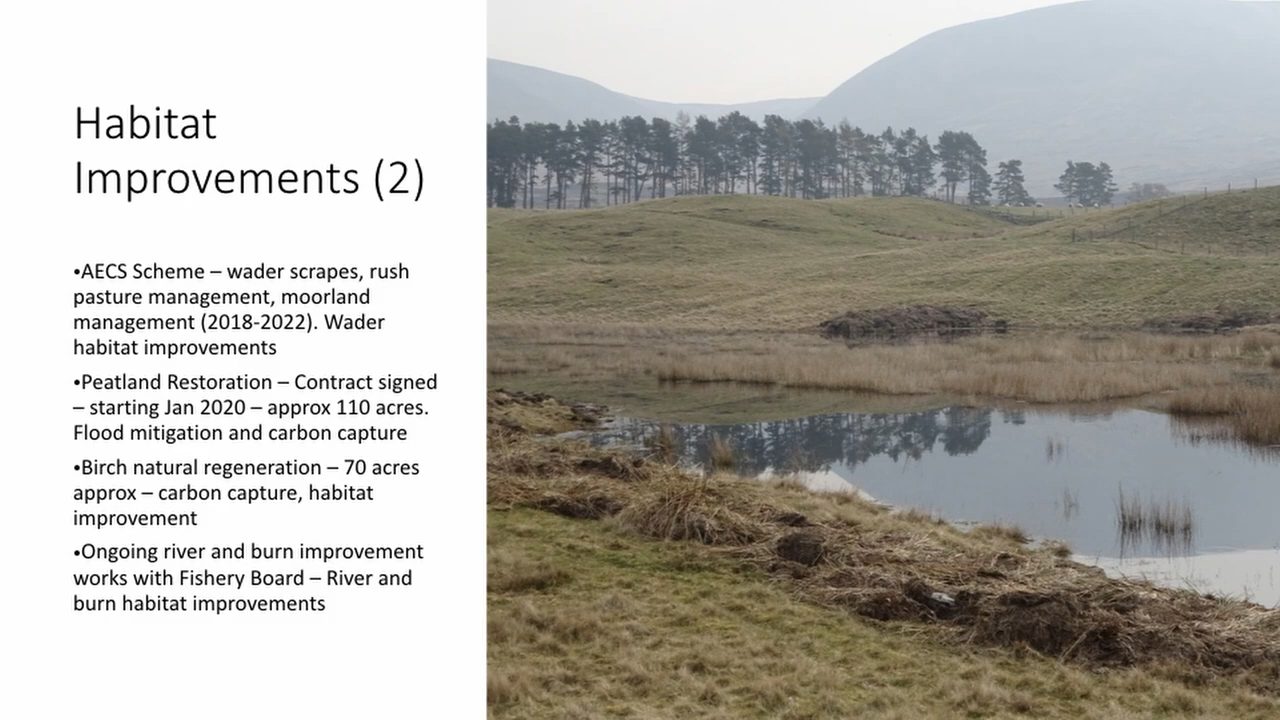 Habitat
Improvements (2)
•AECS Scheme – wader scrapes, rush
pasture management, moorland
management (2018-2022). Wader
habitat improvements
•Peatland Restoration – Contract signed
– starting Jan 2020 – approx 110 acres.
Flood mitigation and carbon capture
•Birch natural regeneration – 70 acres
approx – carbon capture, habitat
improvement
•Ongoing river and burn improvement
works with Fishery Board – River and
burn habitat improvements